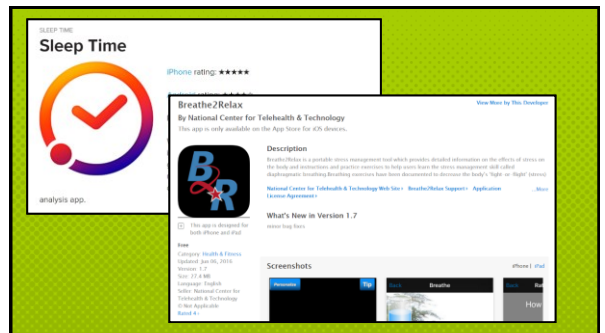 SLEEP TIME
Sleep Time
iPhone rating: ★★★★★
analysis app.
Breathe2Relax
View More by This Developer
By National Center for Telehealth & Technology
This app is only available on the App Store for iOS devices.
Description
Breathe2Relax is a portable stress management tool which provides detailed information on the effects of stress on
the body and instructions and practice exercises to help users learn the stress management skill called
diaphragmatic breathing.Breathing exercises have been documented to decrease the body's 'fight-or-flight' (stress)
National Center for Telehealth & Technology Web Site Breathe2Relax Support Application
...More
License Agreement
B2R
What's New in Version 1.7
minor bug fixes
This app is designed for
both iPhone and iPad
Free
Category: Health & Fitness
Updated: Jun 06, 2016
Version: 1.7
Size: 27.4 MB
Language: English
Seller: National Center for
Telehealth & Technology
© Not Applicable
Rated 4+
Screenshots
iPhone | iPad
Personalize
Tip
Back
Breathe
Back
Rat
How